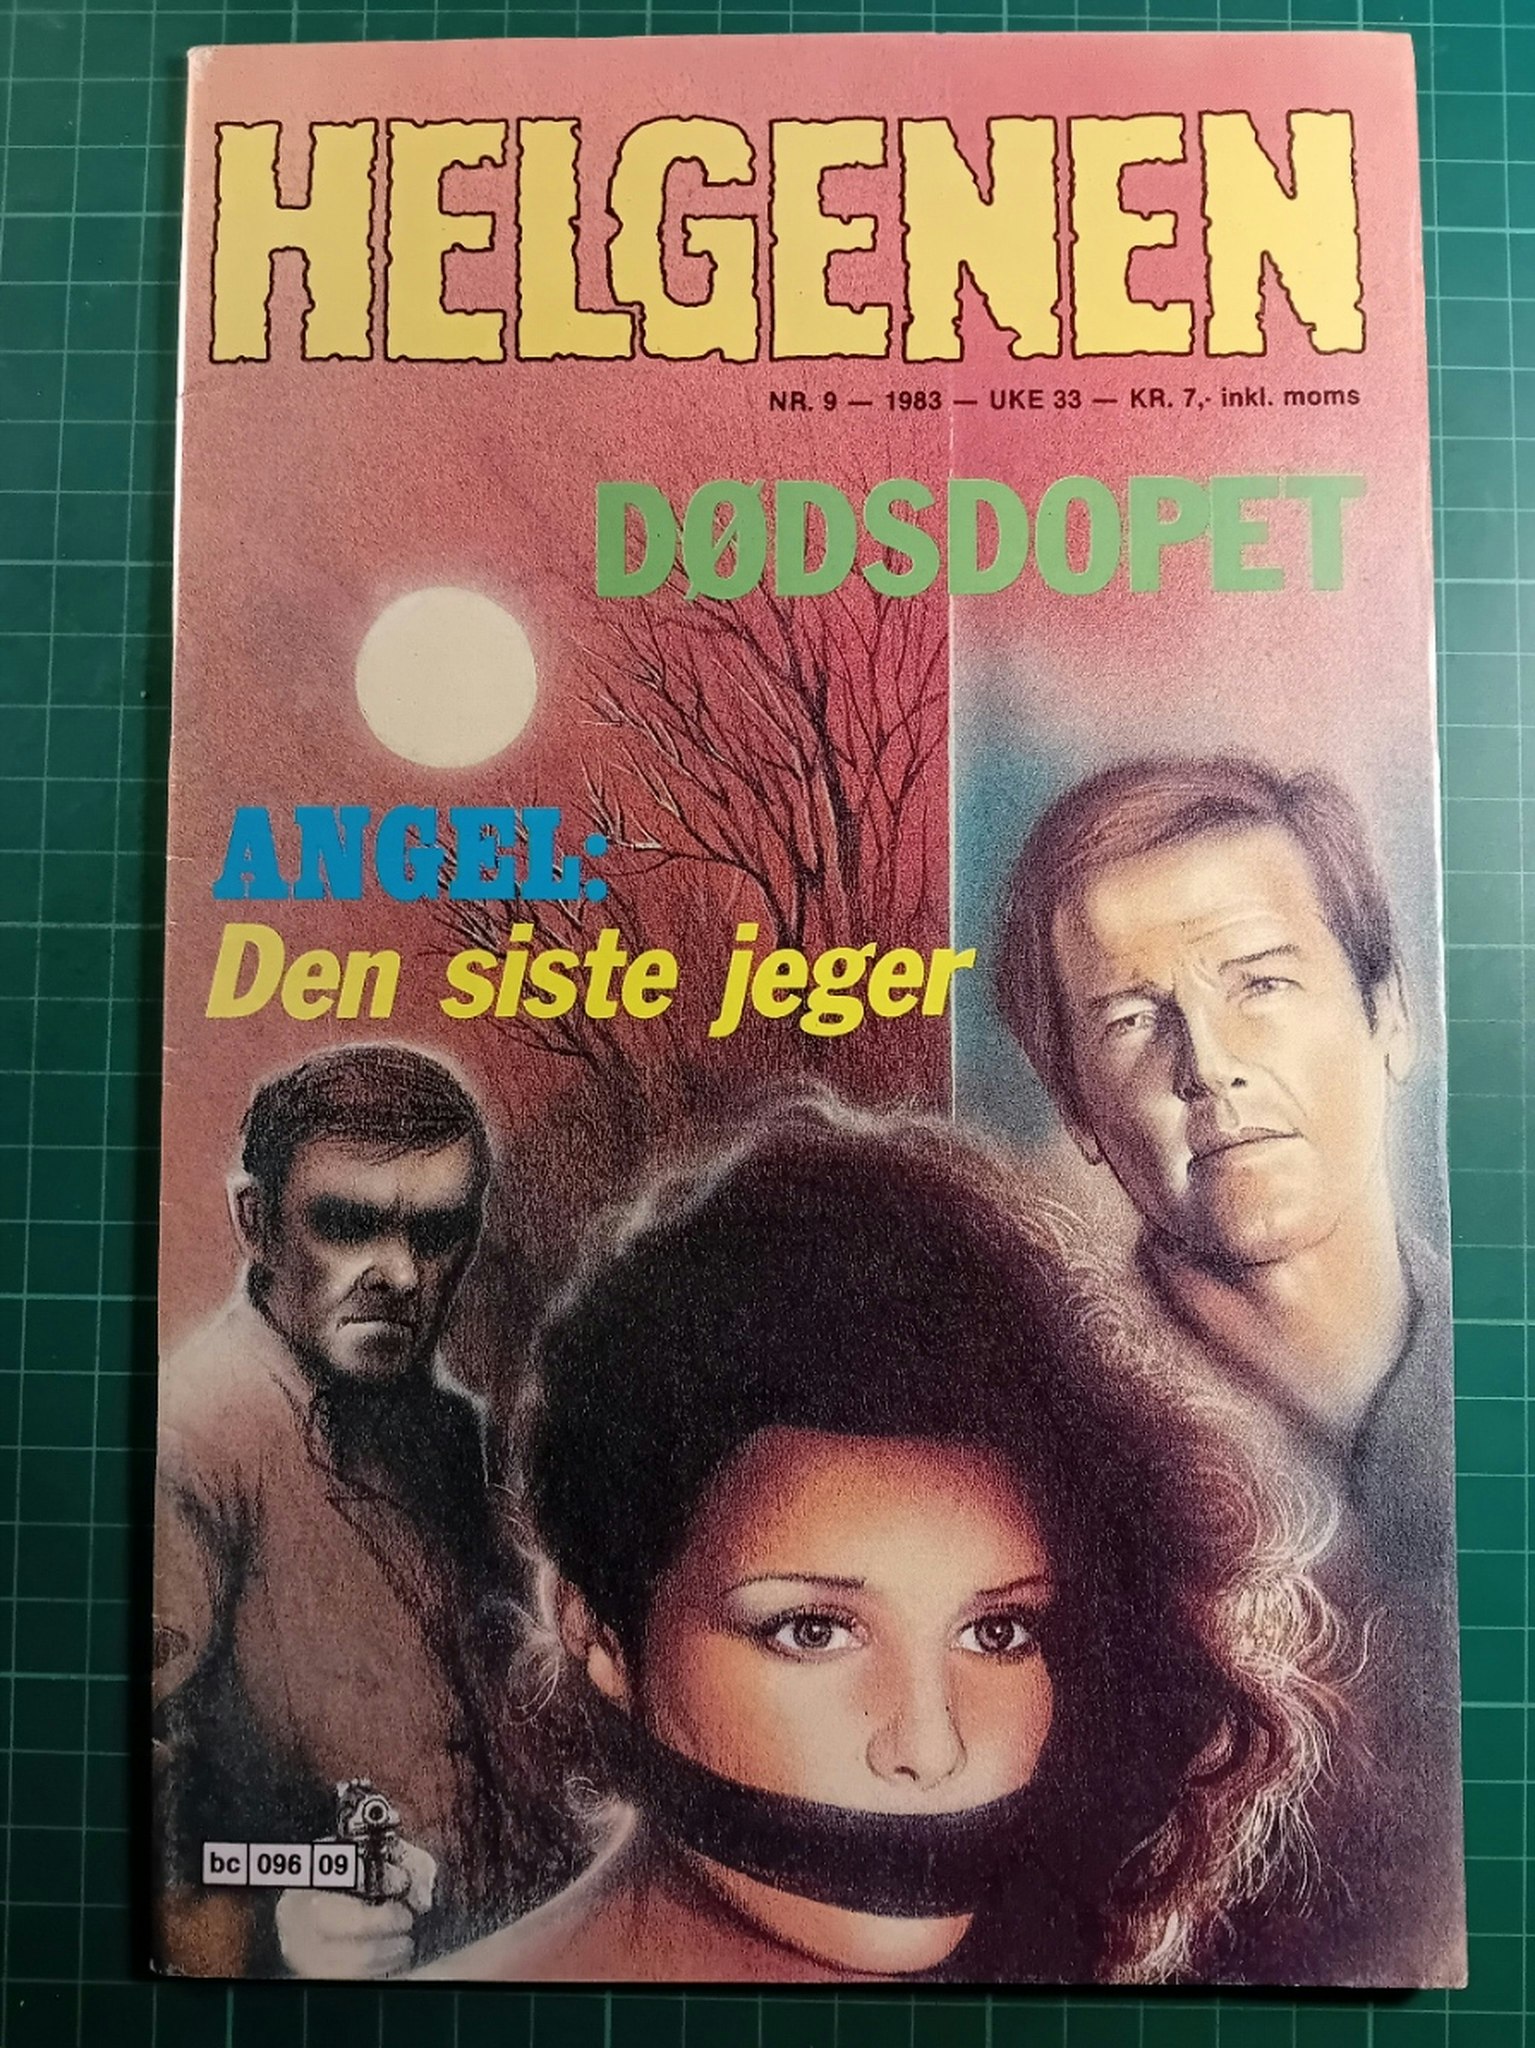 HELGENEN
NR. 9 — 1983 — UKE 33 — KR. 7,- inkl. moms
DØDSDOPET
ANGEL:
Den siste jeger
bc 096 09